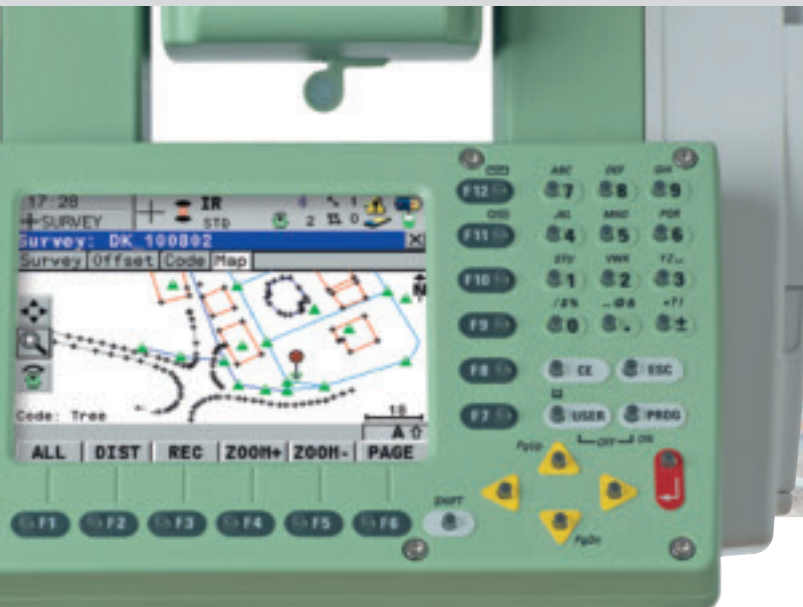 17:28 IR 1
SURVEY STD 2 0
Survey: DK_100802
Survey Offset Code Map
N
Code: Tree
10
A
ALL DIST REC ZOOM+ ZOOM- PAGE
F1 F2 F3 F4 F5 F6
SHIFT
F12
F11
F10
F9
F8
F7
ABC DEF GHI
7 8 9
JKL MNO PQR
4 5 6
STU VWX YZ
1 2 3
/$% _@& *?!
0 . ±
CE ESC
USER PROG
OFF ON
PgUp
PgDn